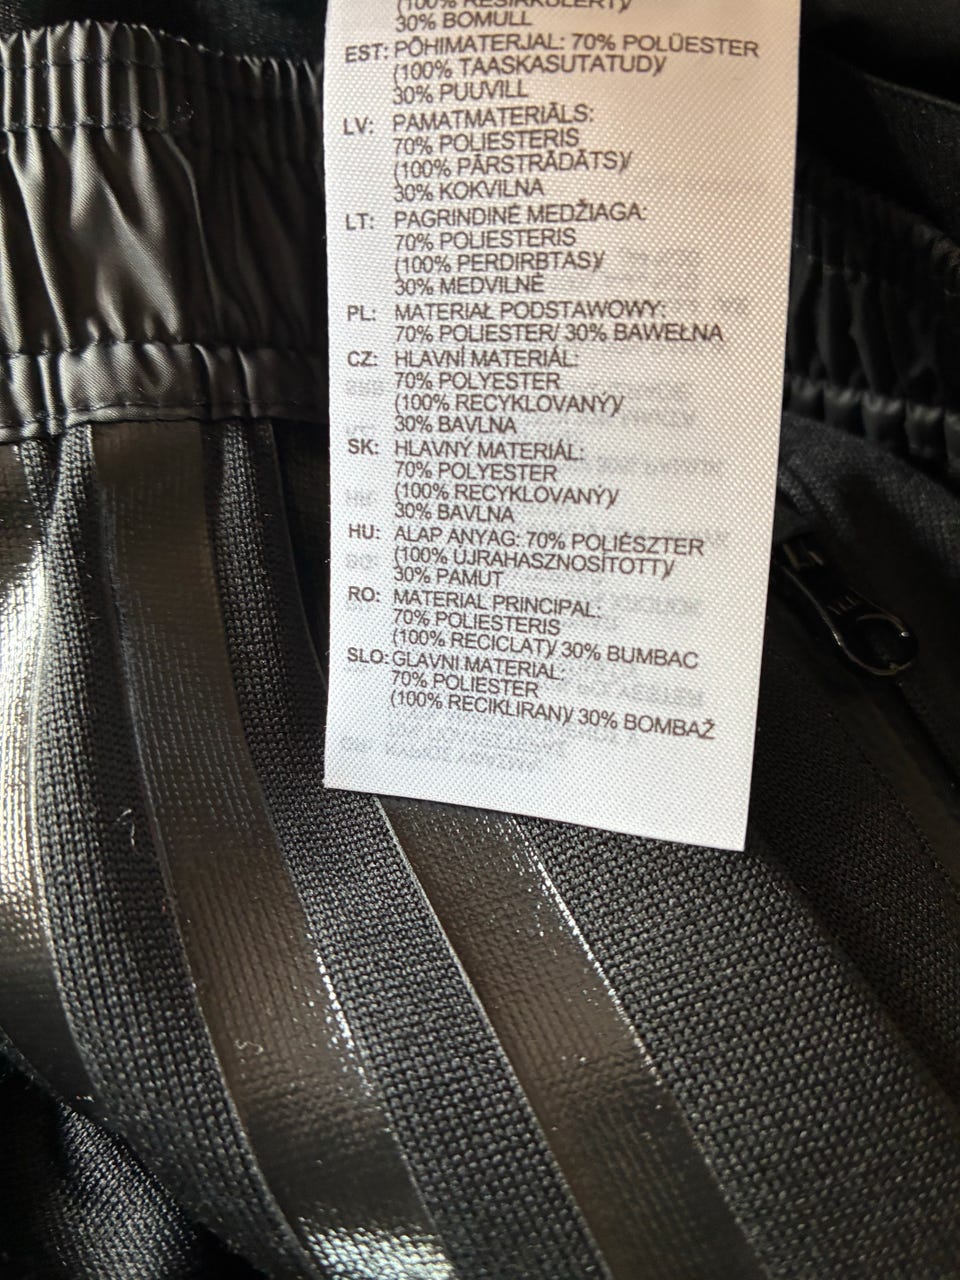 (100% RESIRKULERT)/
30% BOMULL
EST: PÕHIMATERJAL: 70% POLÜESTER
(100% TAASKASUTATUD)/
30% PUUVILL
LV: PAMATMATERIĀLS:
70% POLIESTERIS
(100% PĀRSTRĀDĀTS)/
30% KOKVILNA
LT: PAGRINDINĖ MEDŽIAGA:
70% POLIESTERIS
(100% PERDIRBTAS)/
30% MEDVILNĖ
PL: MATERIAŁ PODSTAWOWY:
70% POLIESTER/ 30% BAWEŁNA
CZ: HLAVNÍ MATERIÁL:
70% POLYESTER
(100% RECYKLOVANÝ)/
30% BAVLNA
SK: HLAVNÝ MATERIÁL:
70% POLYESTER
(100% RECYKLOVANÝ)/
30% BAVLNA
HU: ALAP ANYAG: 70% POLIÉSZTER
(100% ÚJRAHASZNOSÍTOTT)/
30% PAMUT
RO: MATERIAL PRINCIPAL:
70% POLIESTERIS
(100% RECICLAT)/ 30% BUMBAC
SLO: GLAVNI MATERIAL:
70% POLIESTER
(100% RECIKLIRAN)/ 30% BOMBAŽ